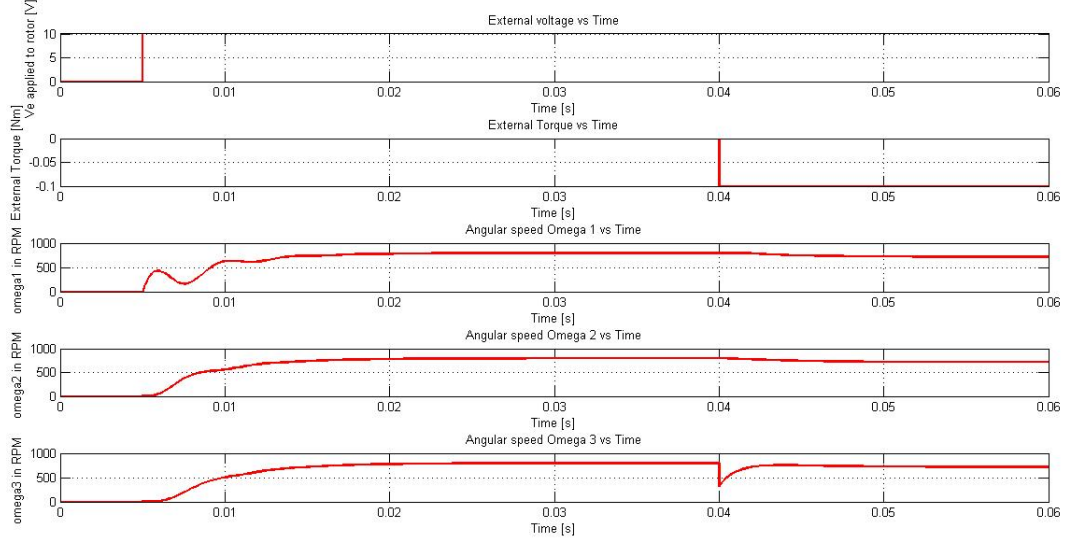 External voltage vs Time
Ve applied to rotor [V]
10
5
0
0 0.01 0.02 0.03 0.04 0.05 0.06
Time [s]
External Torque vs Time
External Torque [Nm]
0
-0.05
-0.1
0 0.01 0.02 0.03 0.04 0.05 0.06
Time [s]
Angular speed Omega 1 vs Time
omega1 in RPM
1000
500
0
0 0.01 0.02 0.03 0.04 0.05 0.06
Time [s]
Angular speed Omega 2 vs Time
omega2 in RPM
1000
500
0
0 0.01 0.02 0.03 0.04 0.05 0.06
Time [s]
Angular speed Omega 3 vs Time
omega3 in RPM
1000
500
0
0 0.01 0.02 0.03 0.04 0.05 0.06
Time [s]